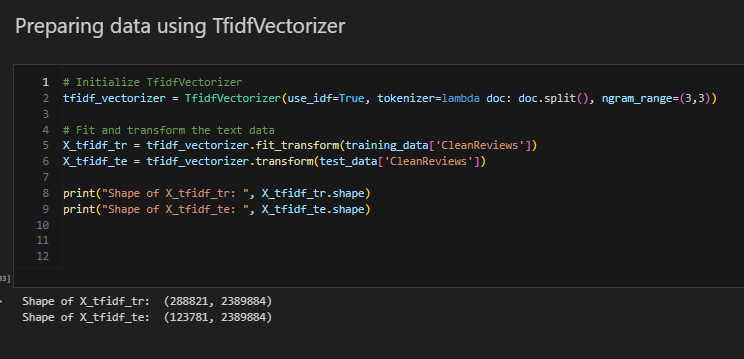 Preparing data using TfidfVectorizer
1 # Initialize TfidfVectorizer
2 tfidf_vectorizer = TfidfVectorizer(use_idf=True, tokenizer=lambda doc: doc.split(), ngram_range=(3,3))
3
4 # Fit and transform the text data
5 X_tfidf_tr = tfidf_vectorizer.fit_transform(training_data['CleanReviews'])
6 X_tfidf_te = tfidf_vectorizer.transform(test_data['CleanReviews'])
7
8 print("Shape of X_tfidf_tr: ", X_tfidf_tr.shape)
9 print("Shape of X_tfidf_te: ", X_tfidf_te.shape)
10
11
12
Shape of X_tfidf_tr:  (288821, 2389884)
Shape of X_tfidf_te:  (123781, 2389884)